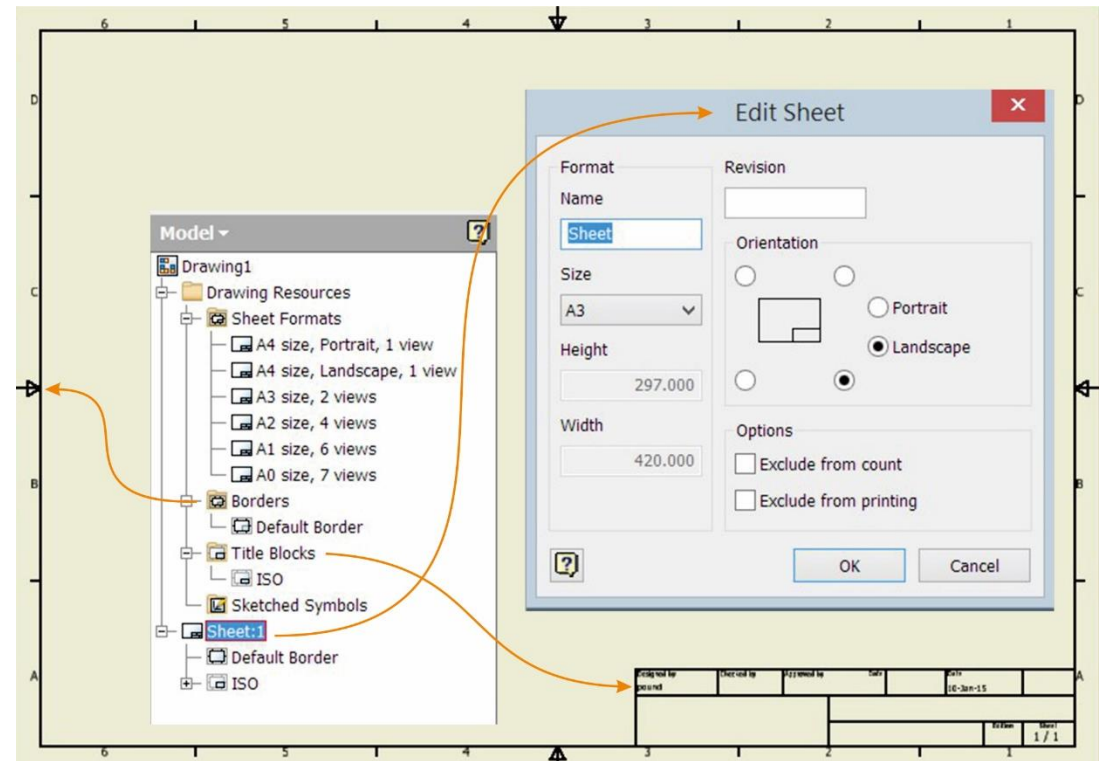 6 5 4 3 2 1
D D
Edit Sheet
Format
Revision
Name
Sheet
Model
Orientation
Drawing1
Size
Drawing Resources
C C
A3
Portrait
Sheet Formats
A4 size, Portrait, 1 view
Height
Landscape
A4 size, Landscape, 1 view
297.000
A3 size, 2 views
A2 size, 4 views
Width
Options
A1 size, 6 views
420.000
Exclude from count
A0 size, 7 views
B B
Borders
Exclude from printing
Default Border
Title Blocks
OK
Cancel
ISO
Sketched Symbols
Sheet:1
Default Border
A A
ISO
Designed by Checked by Approved by Date Date
pound 10-Jan-15
Edition Sheet
1 / 1
6 5 4 3 2 1